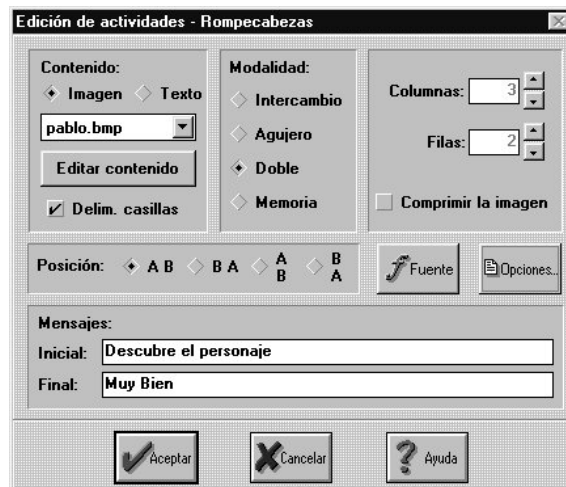 Edición de actividades - Rompecabezas
Contenido:
Imagen Texto
pablo.bmp
Editar contenido
Delim. casillas
Modalidad:
Intercambio
Agujero
Doble
Memoria
Columnas: 3
Filas: 2
Comprimir la imagen
Posición: A B B A A B B A
Fuente
Opciones...
Mensajes:
Inicial: Descubre el personaje
Final: Muy Bien
Aceptar Cancelar Ayuda